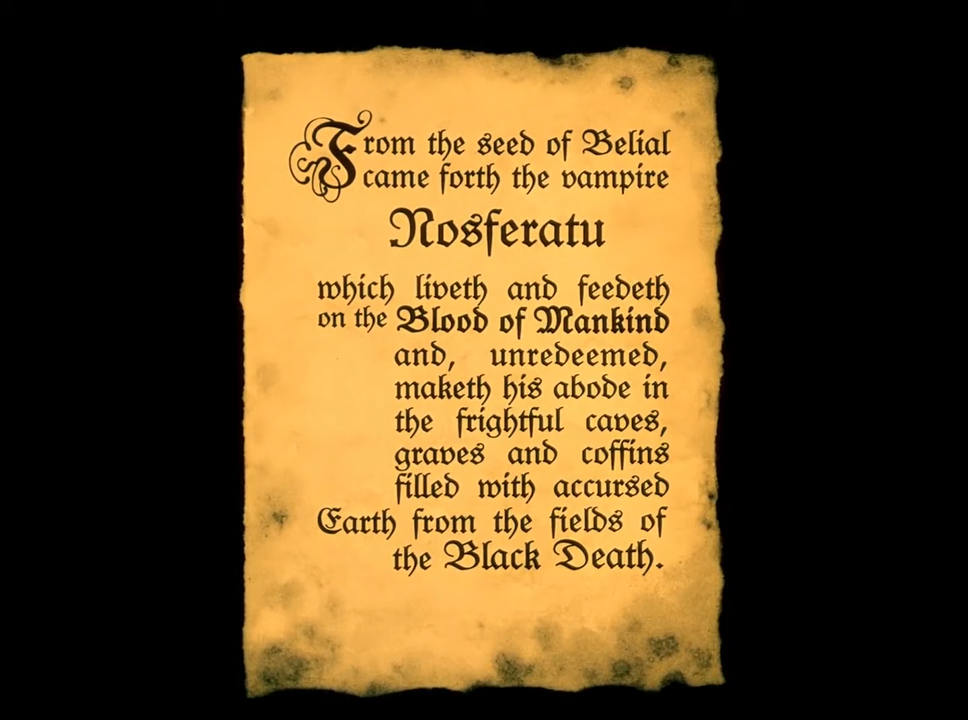 From the seed of Belial
came forth the vampire
Nosferatu
which liveth and feedeth
on the Blood of Mankind
and, unredeemed,
maketh his abode in
the frightful caves,
graves and coffins
filled with accursed
Earth from the fields of
the Black Death.